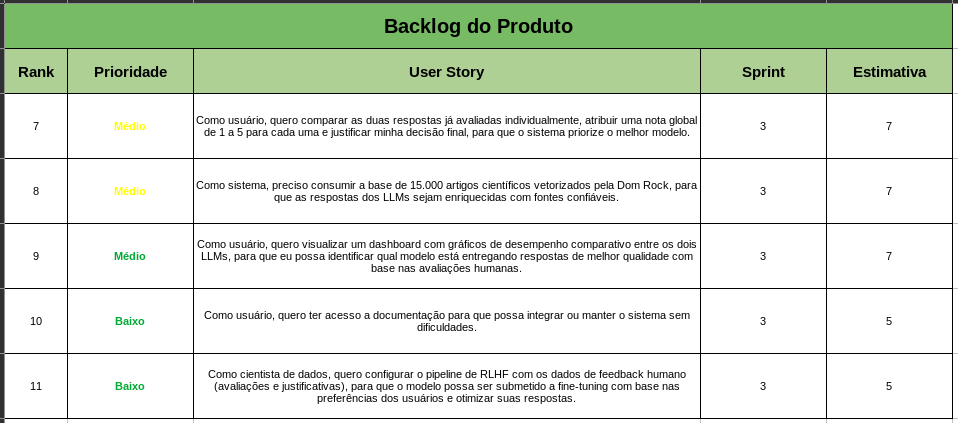 Backlog do Produto
Rank Prioridade User Story Sprint Estimativa
7 Médio Como usuário, quero comparar as duas respostas já avaliadas individualmente, atribuir uma nota global 3 7
de 1 a 5 para cada uma e justificar minha decisão final, para que o sistema priorize o melhor modelo.
8 Médio Como sistema, preciso consumir a base de 15.000 artigos científicos vetorizados pela Dom Rock, para 3 7
que as respostas dos LLMs sejam enriquecidas com fontes confiáveis.
9 Médio Como usuário, quero visualizar um dashboard com gráficos de desempenho comparativo entre os dois 3 7
LLMs, para que eu possa identificar qual modelo está entregando respostas de melhor qualidade com
base nas avaliações humanas.
10 Baixo Como usuário, quero ter acesso a documentação para que possa integrar ou manter o sistema sem 3 5
dificuldades.
11 Baixo Como cientista de dados, quero configurar o pipeline de RLHF com os dados de feedback humano 3 5
(avaliações e justificativas), para que o modelo possa ser submetido a fine-tuning com base nas
preferências dos usuários e otimizar suas respostas.